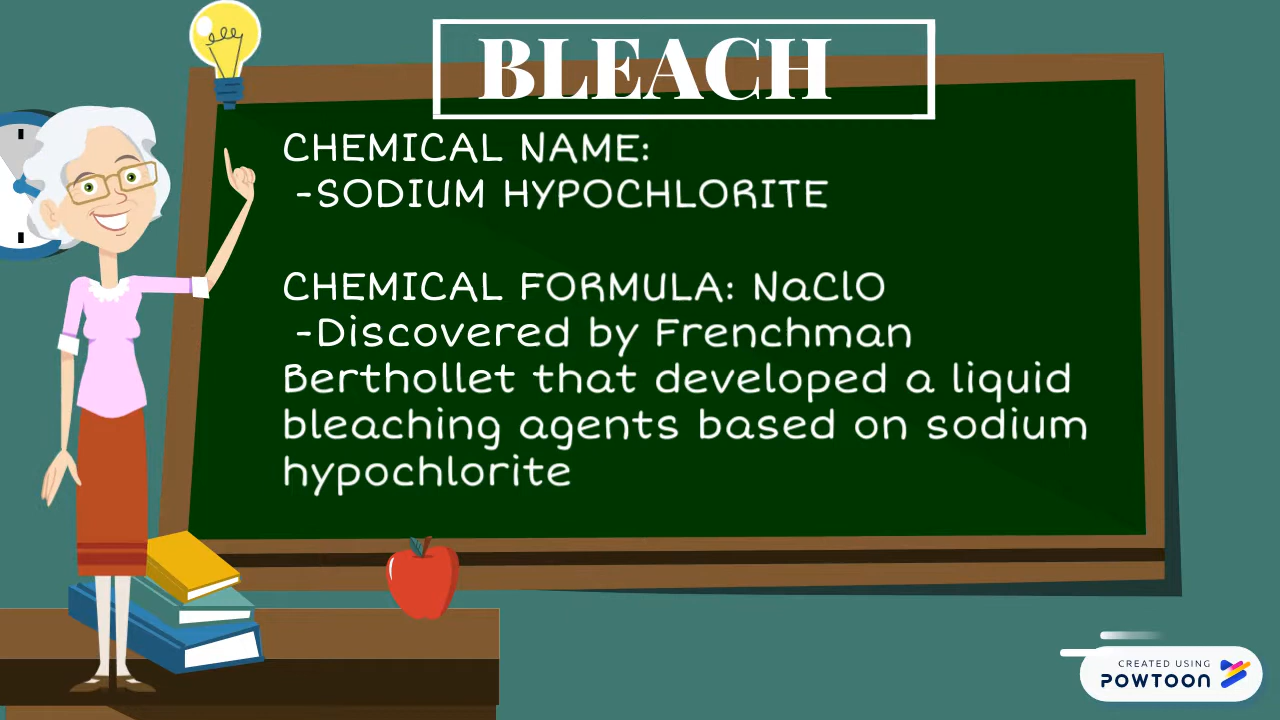 BLEACH
CHEMICAL NAME:
-SODIUM HYPOCHLORITE
CHEMICAL FORMULA: NaClO
-Discovered by Frenchman
Berthollet that developed a liquid
bleaching agents based on sodium
hypochlorite
CREATED USING
POWTOON